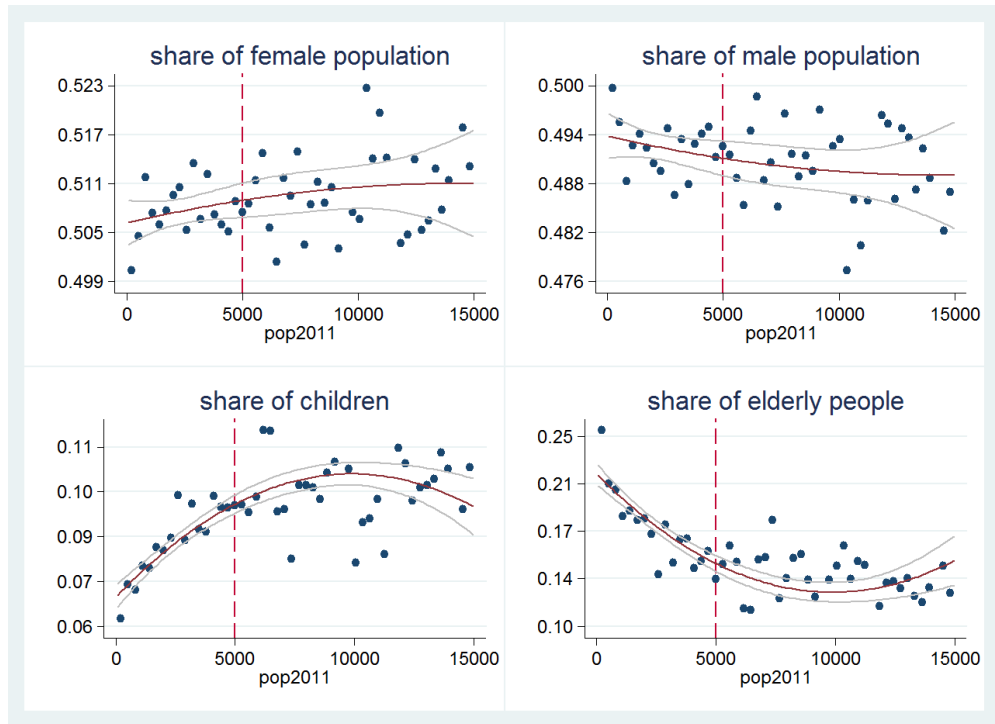 share of female population
0.523
0.517
0.511
0.505
0.499
0 5000 10000 15000
pop2011
share of male population
0.500
0.494
0.488
0.482
0.476
0 5000 10000 15000
pop2011
share of children
0.11
0.10
0.09
0.07
0.06
0 5000 10000 15000
pop2011
share of elderly people
0.25
0.21
0.17
0.14
0.10
0 5000 10000 15000
pop2011